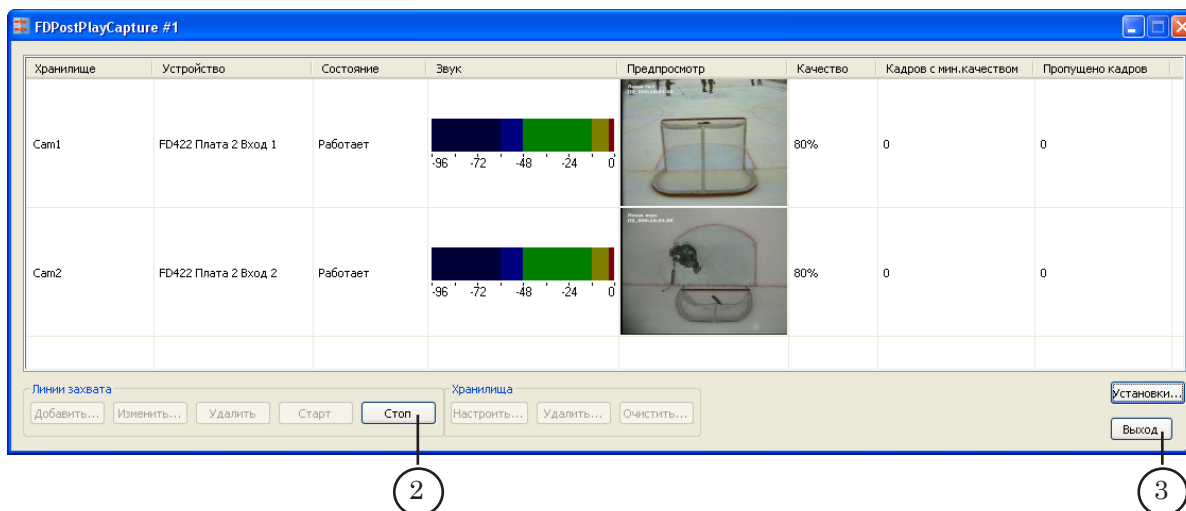 FDPostPlayCapture #1
Хранилище Устройство Состояние Звук Предпросмотр Качество Кадров с мин.качеством Пропущено кадров
Cam1 FD422 Плата 2 Вход 1 Работает 80% 0 0
-96 -72 -48 -24 0
Cam2 FD422 Плата 2 Вход 2 Работает 80% 0 0
-96 -72 -48 -24 0
Линии захвата Хранилища
Добавить... Изменить... Удалить Старт Стоп Настроить... Удалить... Очистить... Установки...
Выход
2 3